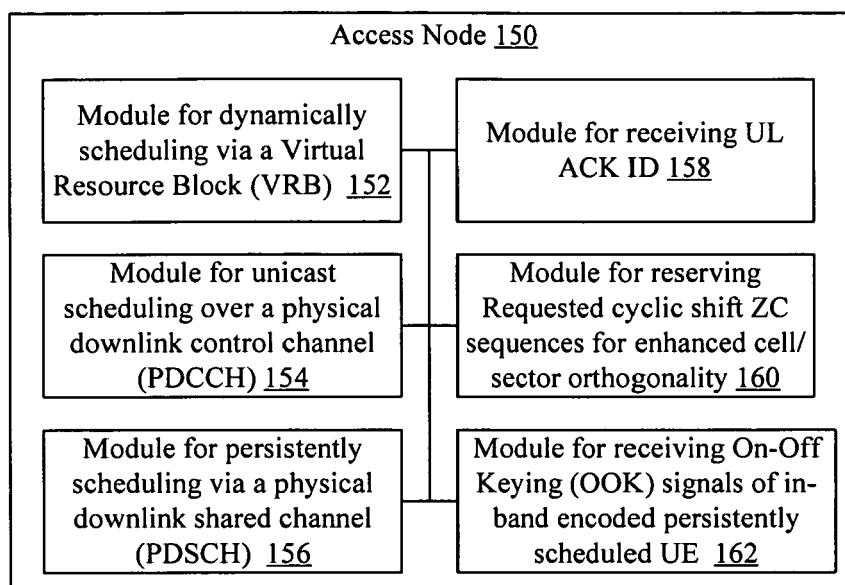 Access Node 150
Module for dynamically
scheduling via a Virtual
Resource Block (VRB) 152
Module for receiving UL
ACK ID 158
Module for unicast
scheduling over a physical
downlink control channel
(PDCCH) 154
Module for reserving
Requested cyclic shift ZC
sequences for enhanced cell/
sector orthogonality 160
Module for persistently
scheduling via a physical
downlink shared channel
(PDSCH) 156
Module for receiving On-Off
Keying (OOK) signals of in-
band encoded persistently
scheduled UE 162